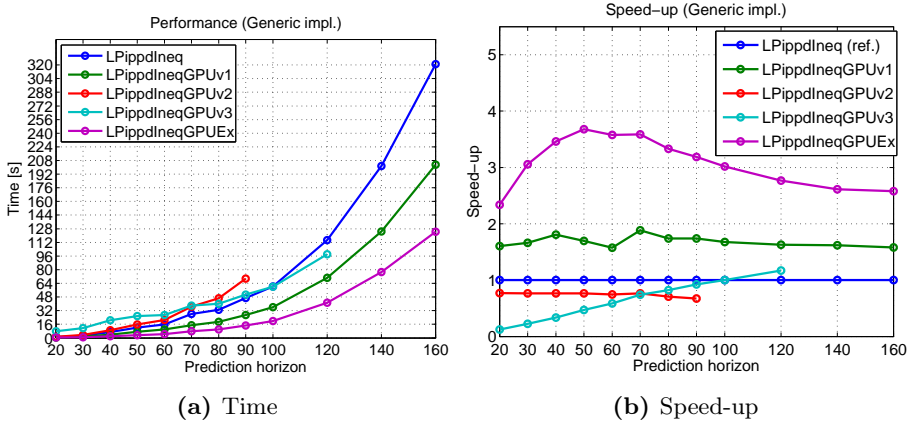 Performance (Generic impl.)
320
304
288
272
256
240
224
208
192
176
160
144
128
112
96
80
64
48
32
16
0
Time [s]
LPippdIneq
LPippdIneqGPUv1
LPippdIneqGPUv2
LPippdIneqGPUv3
LPippdIneqGPUEx
20 30 40 50 60 70 80 90 100 120 140 160
Prediction horizon
(a) Time
Speed-up (Generic impl.)
5
4
3
2
1
0
Speed-up
LPippdIneq (ref.)
LPippdIneqGPUv1
LPippdIneqGPUv2
LPippdIneqGPUv3
LPippdIneqGPUEx
20 30 40 50 60 70 80 90 100 120 140 160
Prediction horizon
(b) Speed-up